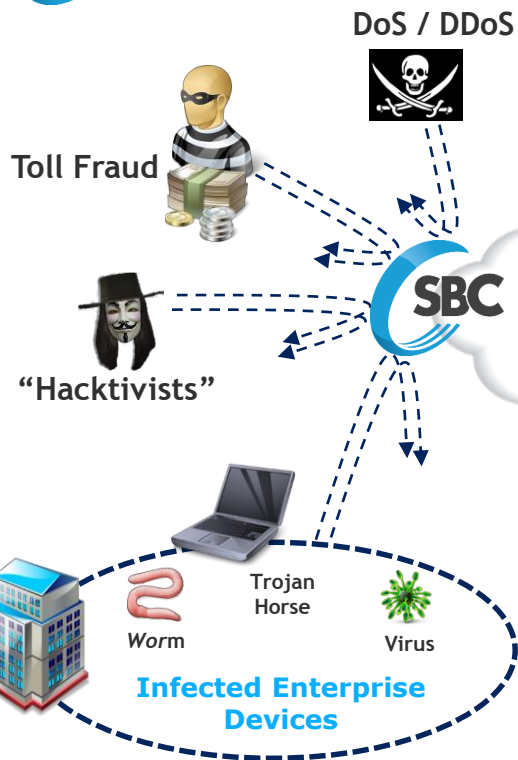 DoS / DDoS
Toll Fraud
SBC
“Hacktivists”
Trojan
Horse
Worm
Virus
Infected Enterprise
Devices